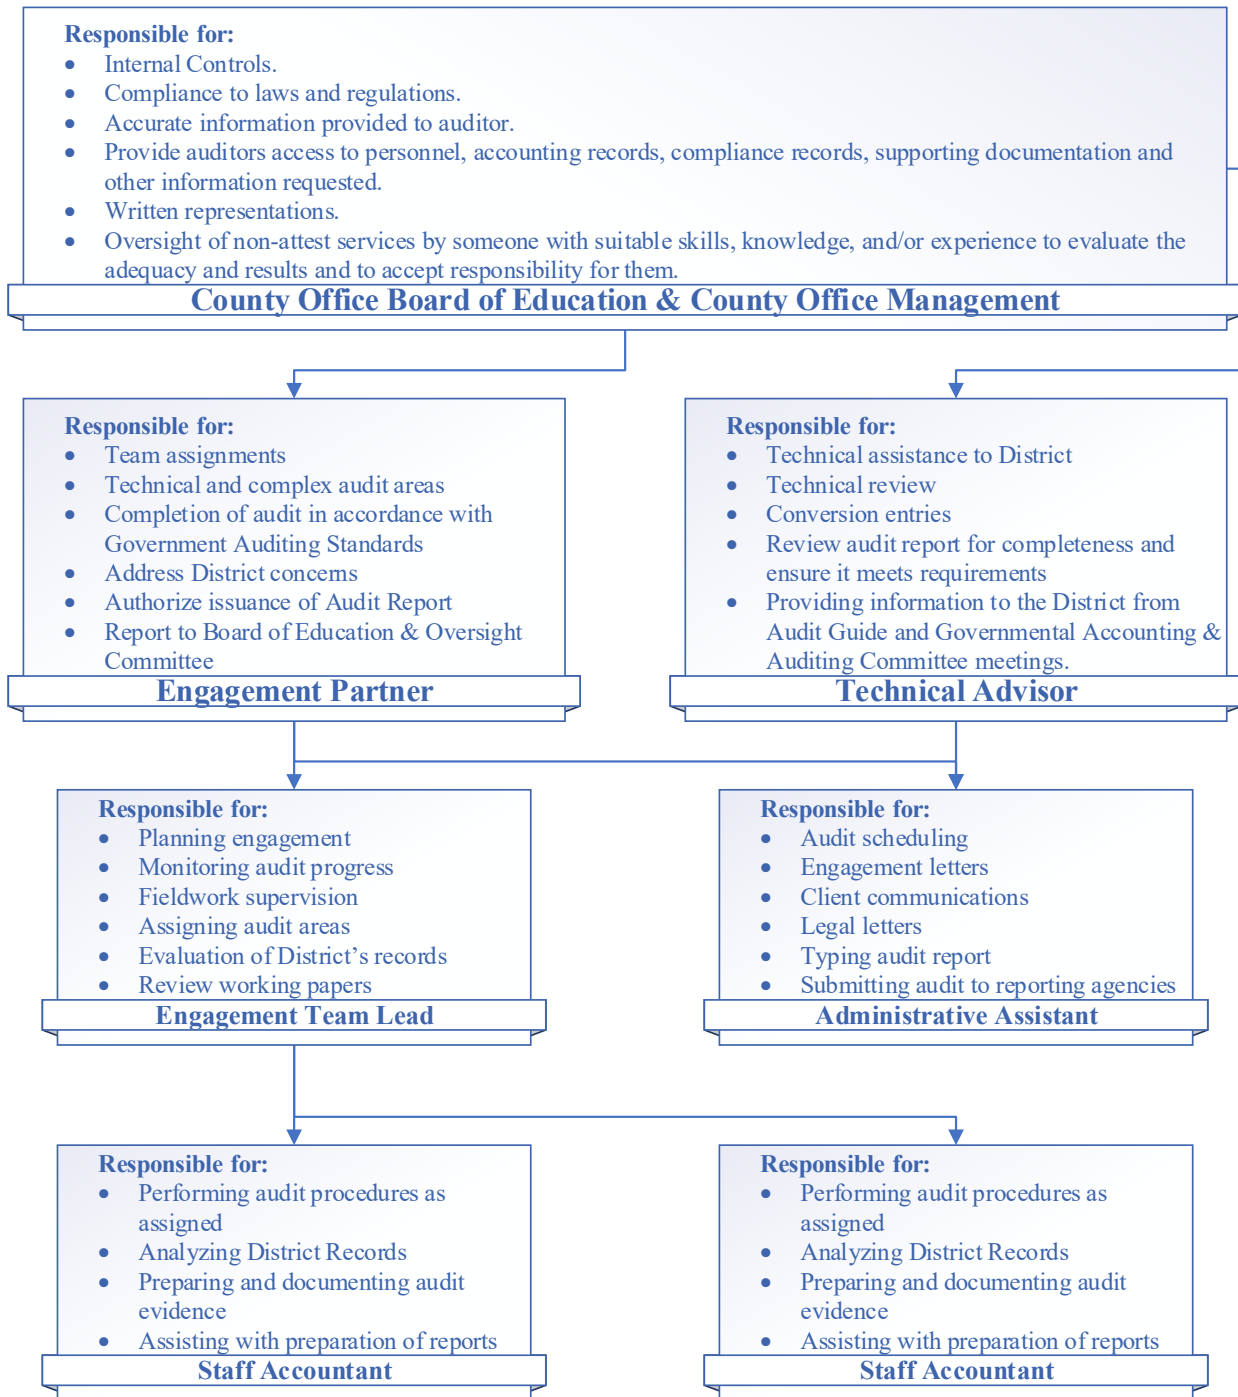 Responsible for:
• Internal Controls.
• Compliance to laws and regulations.
• Accurate information provided to auditor.
• Provide auditors access to personnel, accounting records, compliance records, supporting documentation and
other information requested.
• Written representations.
• Oversight of non-attest services by someone with suitable skills, knowledge, and/or experience to evaluate the
adequacy and results and to accept responsibility for them.
County Office Board of Education & County Office Management
Responsible for:
• Team assignments
• Technical and complex audit areas
• Completion of audit in accordance with
Government Auditing Standards
• Address District concerns
• Authorize issuance of Audit Report
• Report to Board of Education & Oversight
Committee
Engagement Partner
Responsible for:
• Technical assistance to District
• Technical review
• Conversion entries
• Review audit report for completeness and
ensure it meets requirements
• Providing information to the District from
Audit Guide and Governmental Accounting &
Auditing Committee meetings.
Technical Advisor
Responsible for:
• Planning engagement
• Monitoring audit progress
• Fieldwork supervision
• Assigning audit areas
• Evaluation of District’s records
• Review working papers
Engagement Team Lead
Responsible for:
• Audit scheduling
• Engagement letters
• Client communications
• Legal letters
• Typing audit report
• Submitting audit to reporting agencies
Administrative Assistant
Responsible for:
• Performing audit procedures as
assigned
• Analyzing District Records
• Preparing and documenting audit
evidence
• Assisting with preparation of reports
Staff Accountant
Responsible for:
• Performing audit procedures as
assigned
• Analyzing District Records
• Preparing and documenting audit
evidence
• Assisting with preparation of reports
Staff Accountant